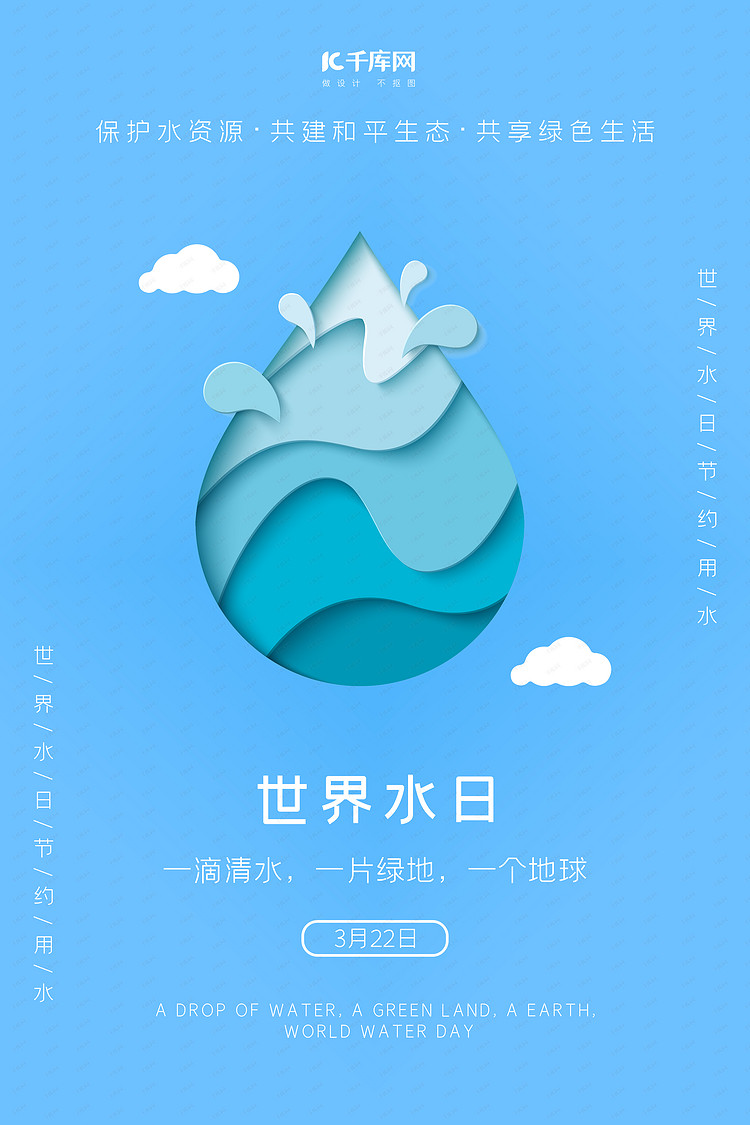 千库网
做设计 不抠图
保护水资源·共建和平生态·共享绿色生活
世/界/水/日/节/约/用/水
世/界/水/日/节/约/用/水
世界水日
一滴清水，一片绿地，一个地球
3月22日
A DROP OF WATER, A GREEN LAND, A EARTH,
WORLD WATER DAY